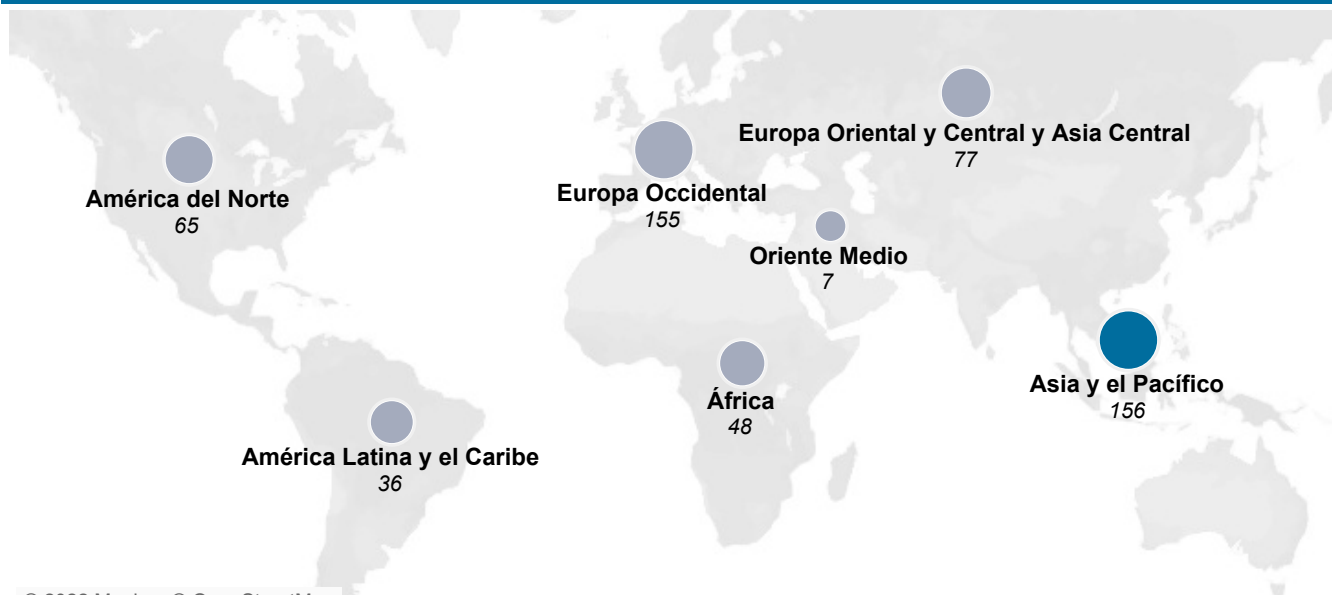 Europa Oriental y Central y Asia Central
77
América del Norte
65
Europa Occidental
155
Oriente Medio
7
Asia y el Pacífico
156
África
48
América Latina y el Caribe
36